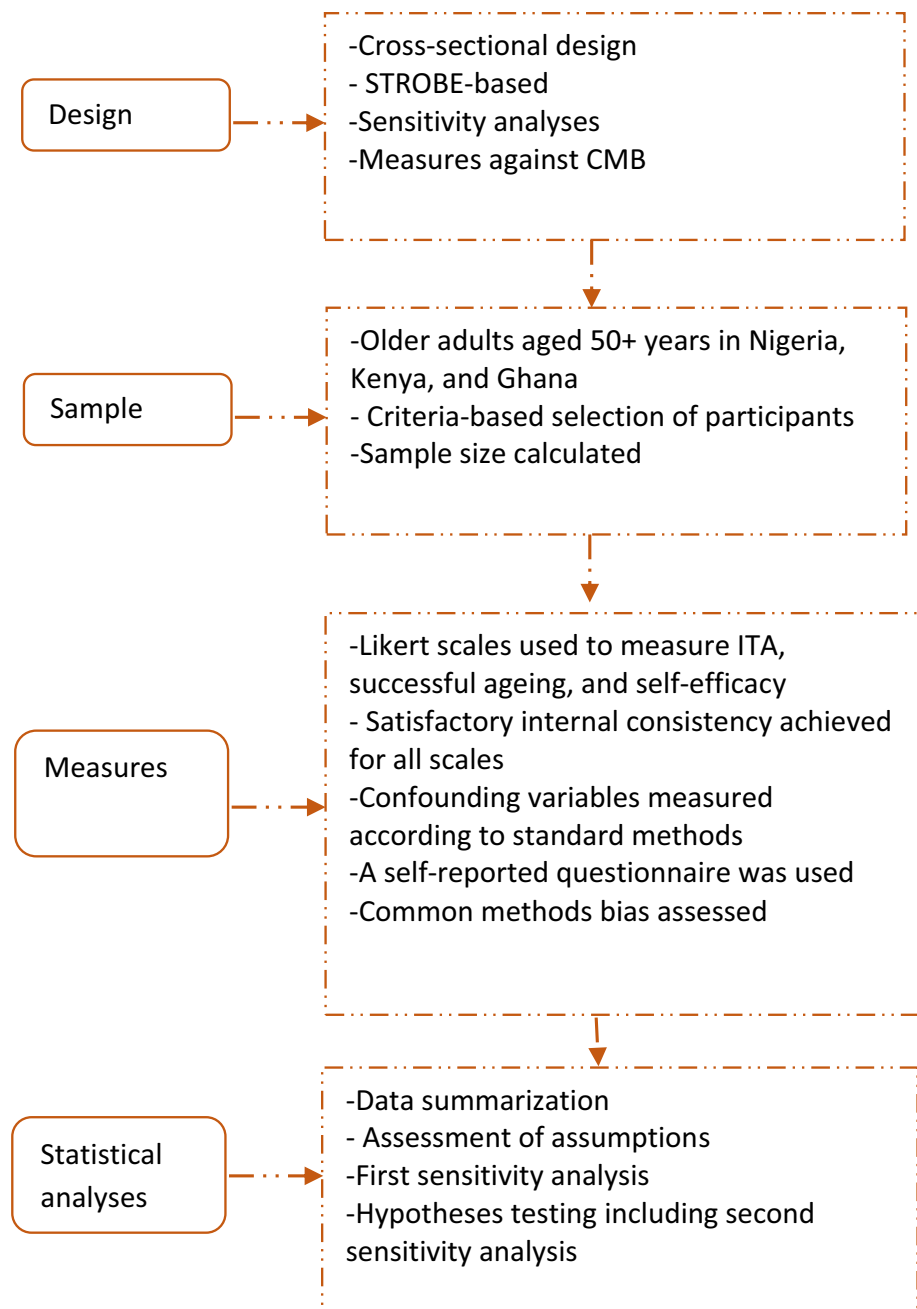 Design
-Cross-sectional design
- STROBE-based
-Sensitivity analyses
-Measures against CMB
Sample
-Older adults aged 50+ years in Nigeria,
Kenya, and Ghana
- Criteria-based selection of participants
-Sample size calculated
Measures
-Likert scales used to measure ITA,
successful ageing, and self-efficacy
- Satisfactory internal consistency achieved
for all scales
-Confounding variables measured
according to standard methods
-A self-reported questionnaire was used
-Common methods bias assessed
Statistical
analyses
-Data summarization
- Assessment of assumptions
-First sensitivity analysis
-Hypotheses testing including second
sensitivity analysis